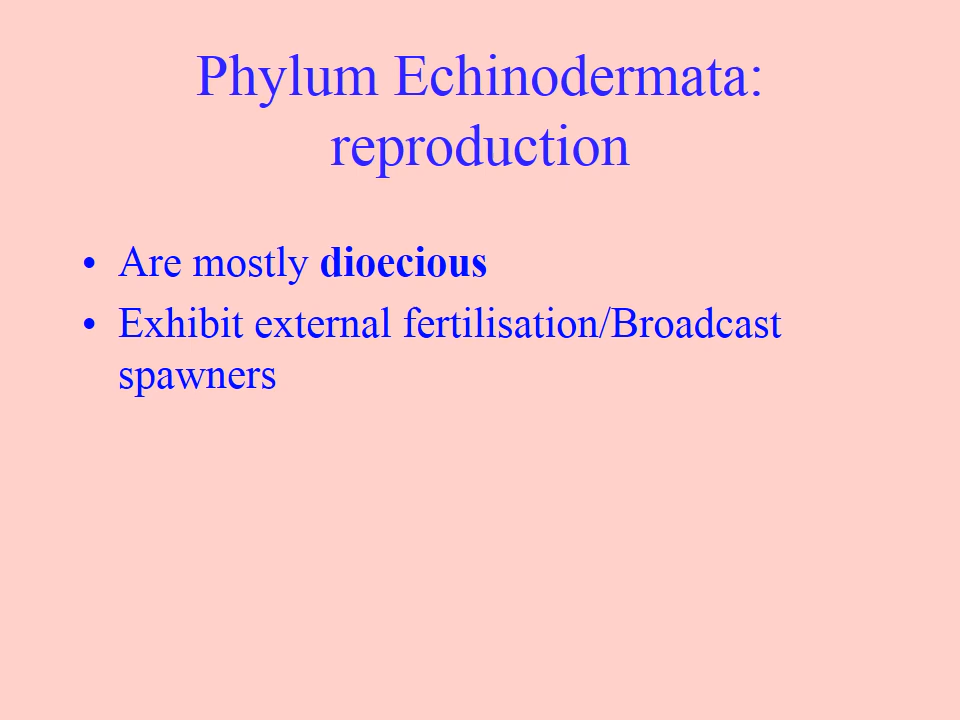 Phylum Echinodermata:
reproduction
• Are mostly dioecious
• Exhibit external fertilisation/Broadcast
spawners